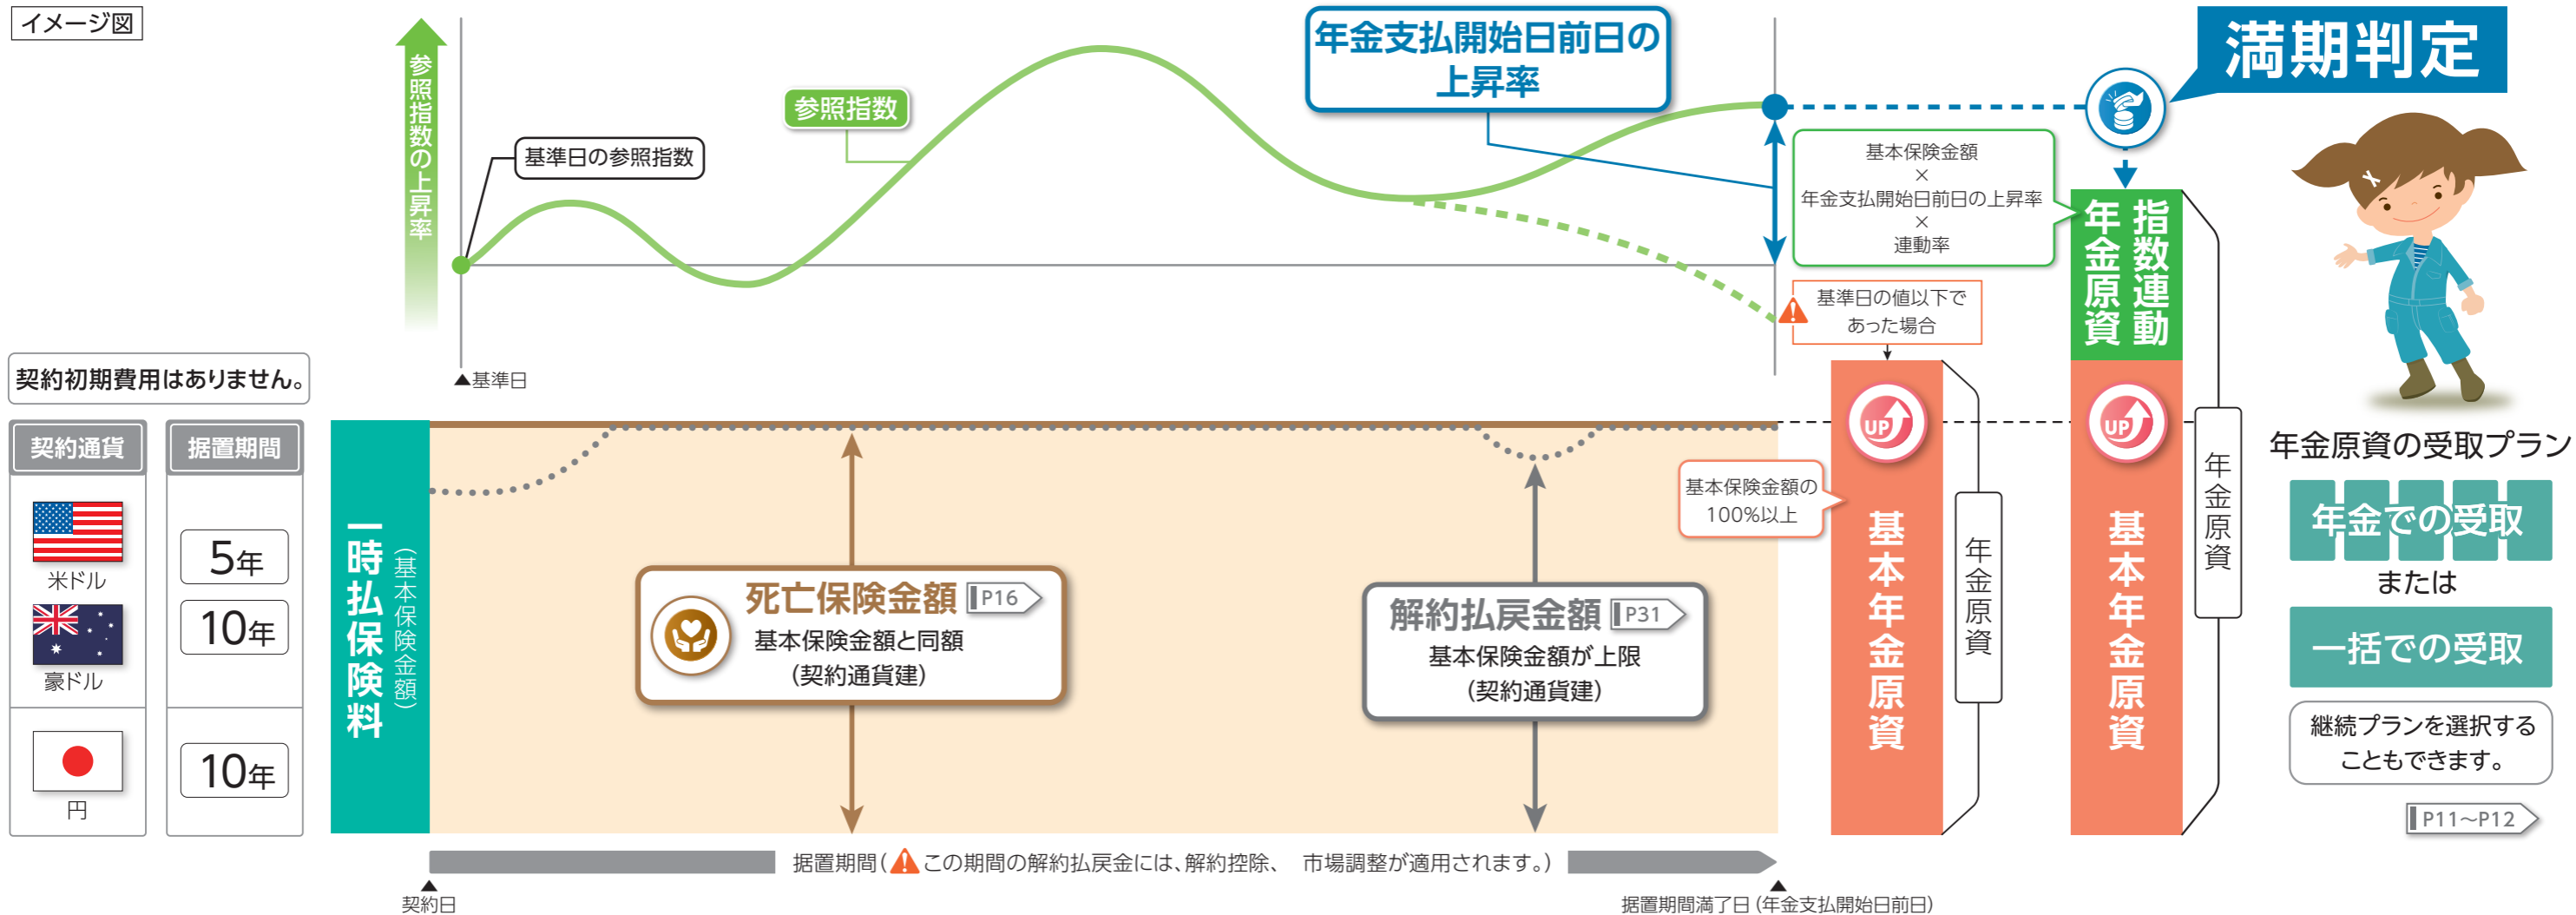 イメージ図
参照指数の上昇率
基準日の参照指数
参照指数
年金支払開始日前日の
上昇率
満期判定
基本保険金額
×
年金支払開始日前日の上昇率
×
連動率
指数連動
年金原資
基準日の値以下で
あった場合
▲基準日
契約初期費用はありません。
契約通貨
据置期間
米ドル
豪ドル
円
5年
10年
10年
一時払保険料
(基本保険金額)
死亡保険金額 P16
基本保険金額と同額
(契約通貨建)
解約払戻金額 P31
基本保険金額が上限
(契約通貨建)
基本保険金額の
100%以上
UP
基本年金原資
年金原資
UP
基本年金原資
年金原資
年金原資の受取プラン
年金での受取
または
一括での受取
継続プランを選択する
こともできます。
P11～P12
据置期間(この期間の解約払戻金には、解約控除、 市場調整が適用されます。)
▲
契約日
▲
据置期間満了日(年金支払開始日前日)